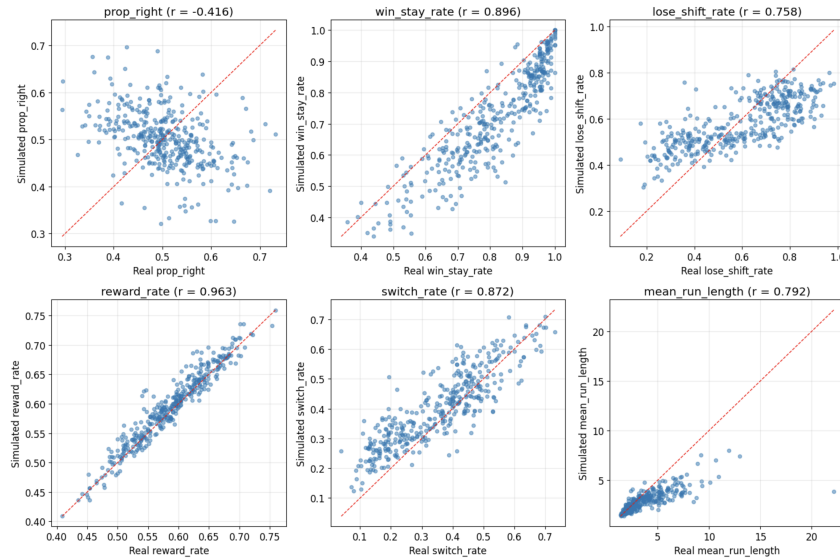 prop_right (r = -0.416)
0.7
0.6
0.5
0.4
0.3
Simulated prop_right
0.3 0.4 0.5 0.6 0.7
Real prop_right
win_stay_rate (r = 0.896)
1.0
0.9
0.8
0.7
0.6
0.5
0.4
Simulated win_stay_rate
0.4 0.5 0.6 0.7 0.8 0.9 1.0
Real win_stay_rate
lose_shift_rate (r = 0.758)
1.0
0.8
0.6
0.4
0.2
Simulated lose_shift_rate
0.2 0.4 0.6 0.8 1.0
Real lose_shift_rate
reward_rate (r = 0.963)
0.75
0.70
0.65
0.60
0.55
0.50
0.45
0.40
Simulated reward_rate
0.40 0.45 0.50 0.55 0.60 0.65 0.70 0.75
Real reward_rate
switch_rate (r = 0.872)
0.7
0.6
0.5
0.4
0.3
0.2
0.1
Simulated switch_rate
0.1 0.2 0.3 0.4 0.5 0.6 0.7
Real switch_rate
mean_run_length (r = 0.792)
20
15
10
5
Simulated mean_run_length
5 10 15 20
Real mean_run_length